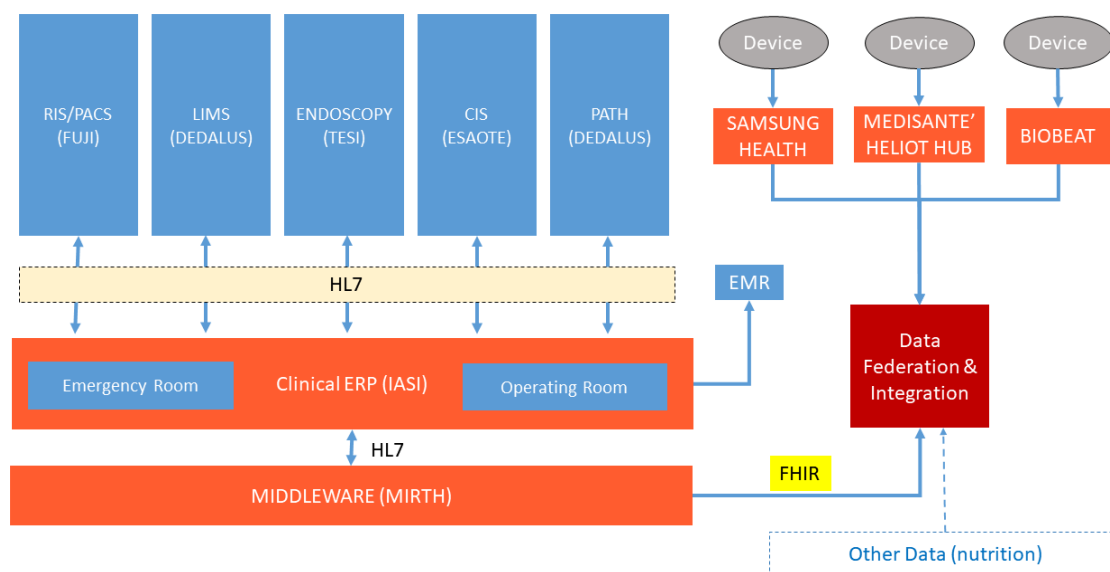 RIS/PACS
(FUJI)
LIMS
(DEDALUS)
ENDOSCOPY
(TESI)
CIS
(ESAOTE)
PATH
(DEDALUS)
Device
Device
Device
SAMSUNG
HEALTH
MEDISANTE'
HELIOT HUB
BIOBEAT
HL7
EMR
Emergency Room
Clinical ERP (IASI)
Operating Room
Data
Federation &
Integration
HL7
FHIR
MIDDLEWARE (MIRTH)
Other Data (nutrition)